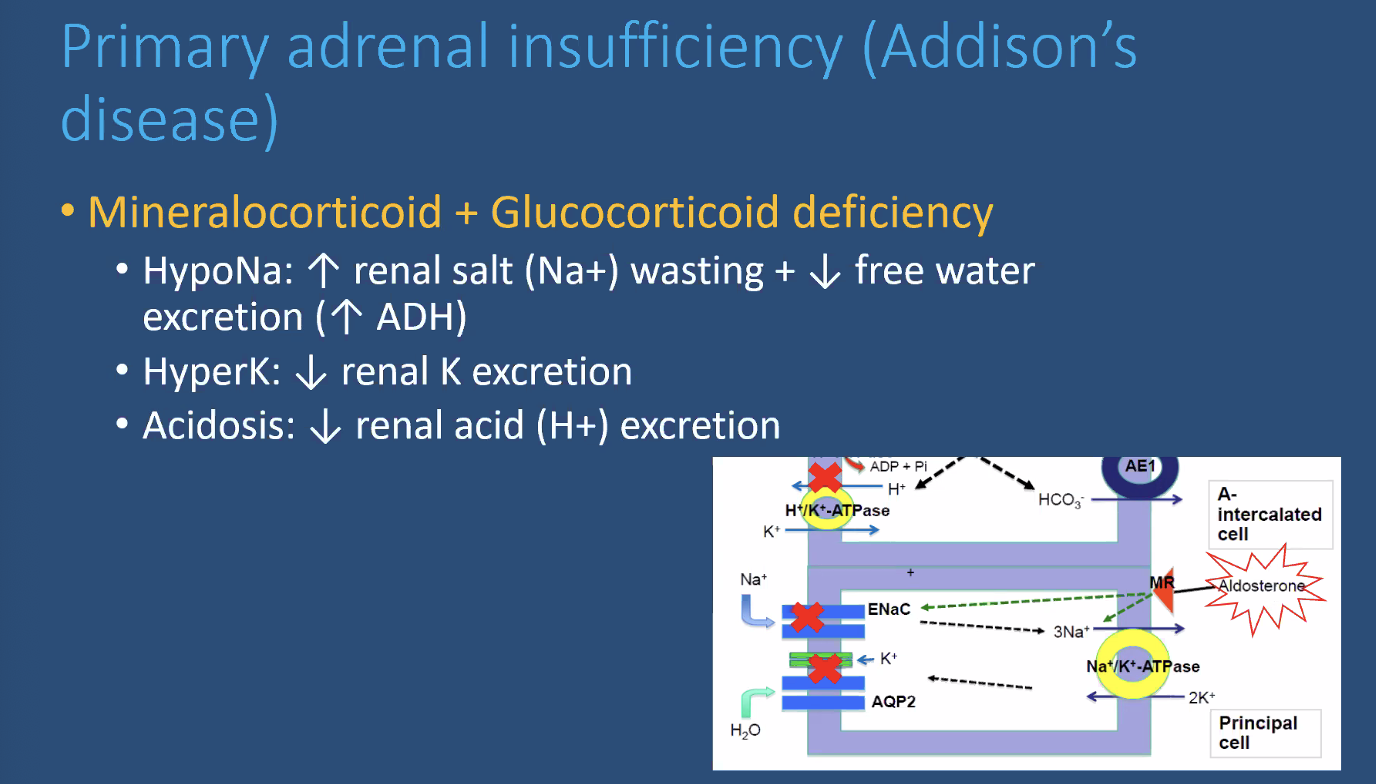 Primary adrenal insufficiency (Addison’s
disease)
• Mineralocorticoid + Glucocorticoid deficiency
• HypoNa: ↑ renal salt (Na+) wasting + ↓ free water
excretion (↑ ADH)
• HyperK: ↓ renal K excretion
• Acidosis: ↓ renal acid (H+) excretion
ADP + Pi
AE1
H⁺
HCO₃⁻
H⁺/K⁺-ATPase
K⁺
A-
intercalated
cell
+
Na⁺
MR
Aldosterone
ENaC
3Na⁺
K⁺
Na⁺/K⁺-ATPase
AQP2
2K⁺
H₂O
Principal
cell